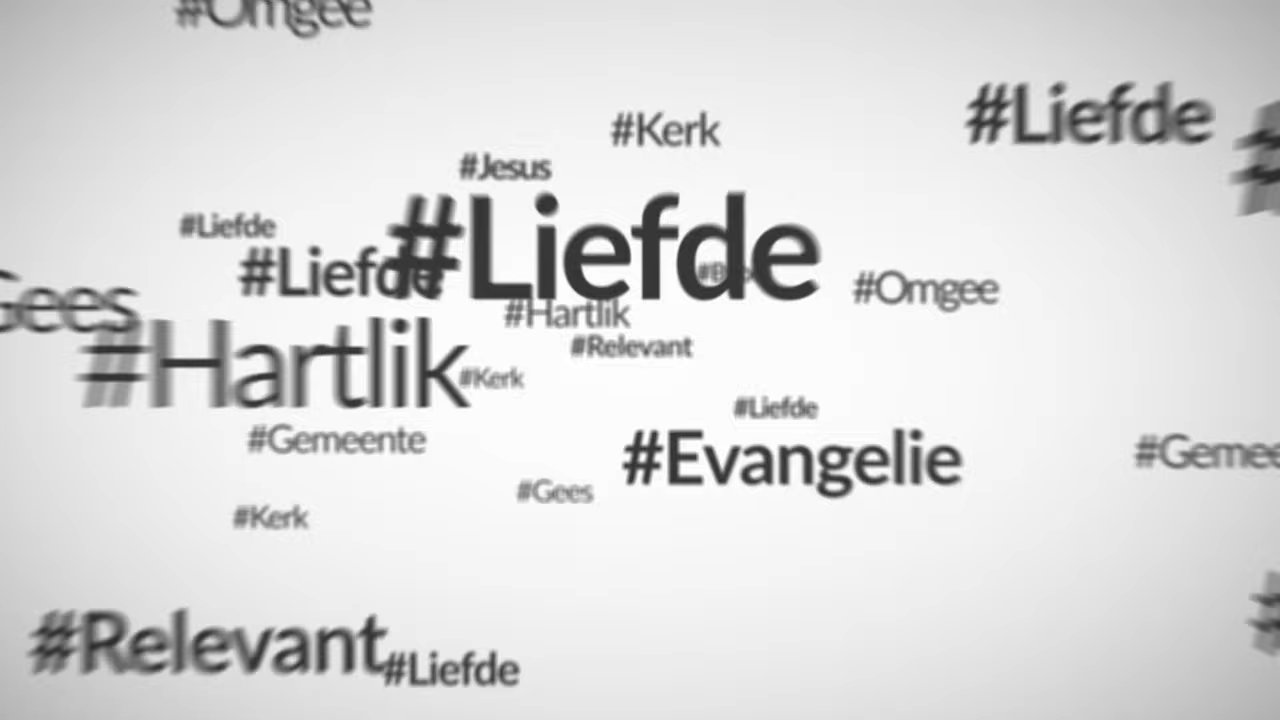 #Omgee
#Liefde
#Kerk
#Jesus
#Liefde
#Liefde
#Liefde
#Omgee
Gees
#Hartlik
#Relevant
#Hartlik
#Kerk
#Liefde
#Gemeente
#Evangelie
#Gemee
#Gees
#Kerk
#Relevant
#Liefde